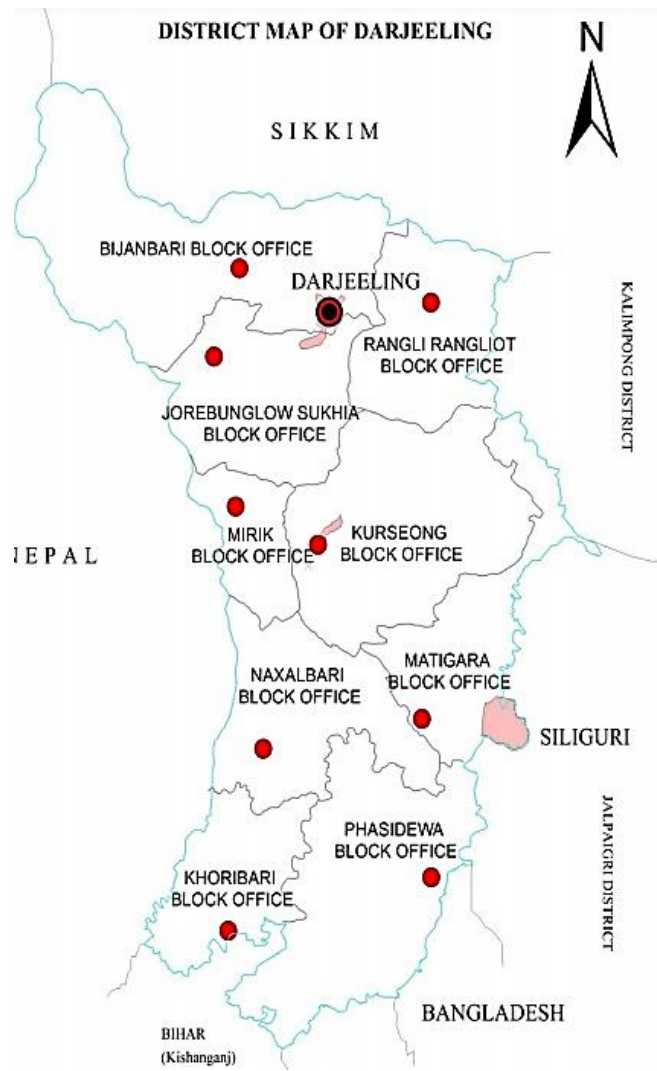 DISTRICT MAP OF DARJEELING
N
SIKKIM
BIJANBARI BLOCK OFFICE
DARJEELING
RANGLI RANGLIOT
BLOCK OFFICE
KALIMPONG DISTRICT
JOREBUNGLOW SUKHIA
BLOCK OFFICE
MIRIK
BLOCK OFFICE
KURSEONG
BLOCK OFFICE
NEPAL
NAXALBARI
BLOCK OFFICE
MATIGARA
BLOCK OFFICE
SILIGURI
PHASIDEWA
BLOCK OFFICE
JALPAIGRI DISTRICT
KHORIBARI
BLOCK OFFICE
BANGLADESH
BIHAR
(Kishanganj)